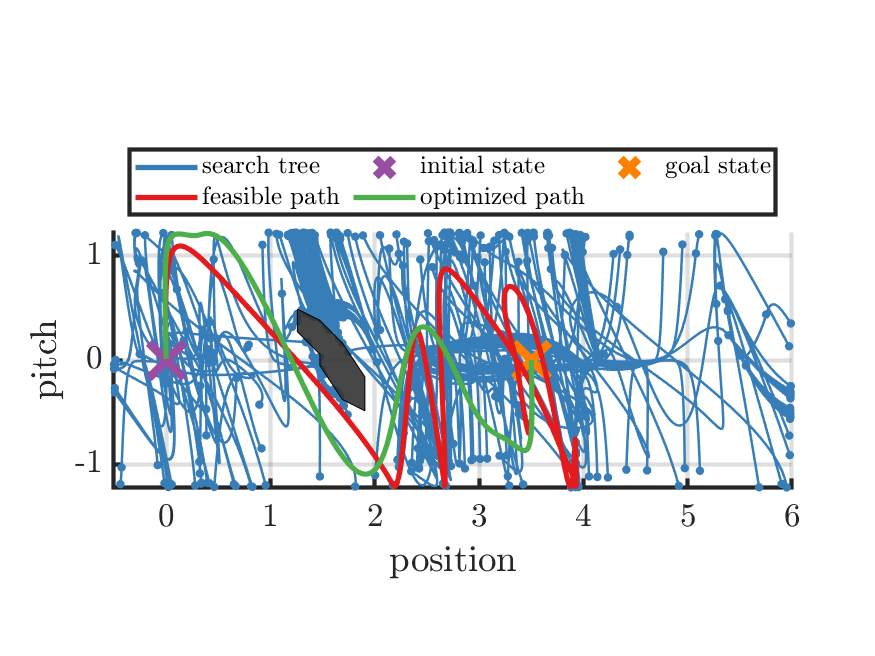 search tree
initial state
goal state
feasible path
optimized path
1
0
-1
pitch
0 1 2 3 4 5 6
position